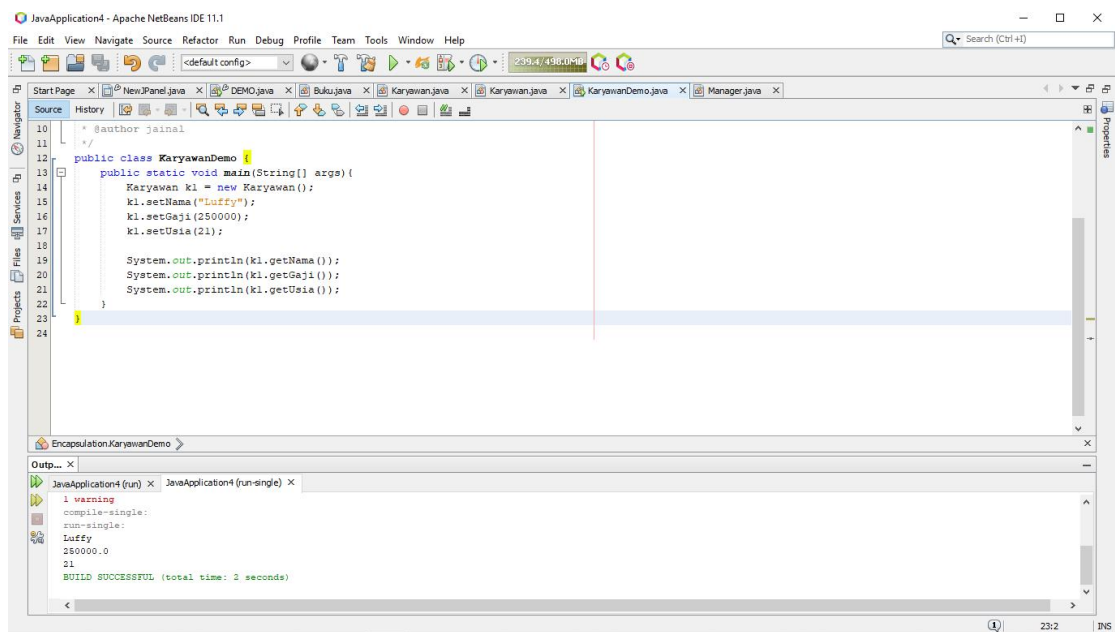 JavaApplication4 - Apache NetBeans IDE 11.1
File Edit View Navigate Source Refactor Run Debug Profile Team Tools Window Help
Search (Ctrl+I)
<default config>
239.4/498.0MB
Start Page NewJPanel.java DEMO.java Buku.java Karyawan.java Karyawan.java KaryawanDemo.java Manager.java
Source History
Navigator
Services
Files
Projects
Properties
10 * @author jainal
11 */
12 public class KaryawanDemo {
13 public static void main(String[] args){
14 Karyawan k1 = new Karyawan();
15 k1.setNama("Luffy");
16 k1.setGaji(250000);
17 k1.setUsia(21);
18
19 System.out.println(k1.getNama());
20 System.out.println(k1.getGaji());
21 System.out.println(k1.getUsia());
22 }
23 }
24
Encapsulation.KaryawanDemo
Outp...
JavaApplication4 (run) JavaApplication4 (run-single)
1 warning
compile-single:
run-single:
Luffy
250000.0
21
BUILD SUCCESSFUL (total time: 2 seconds)
1 23:2 INS